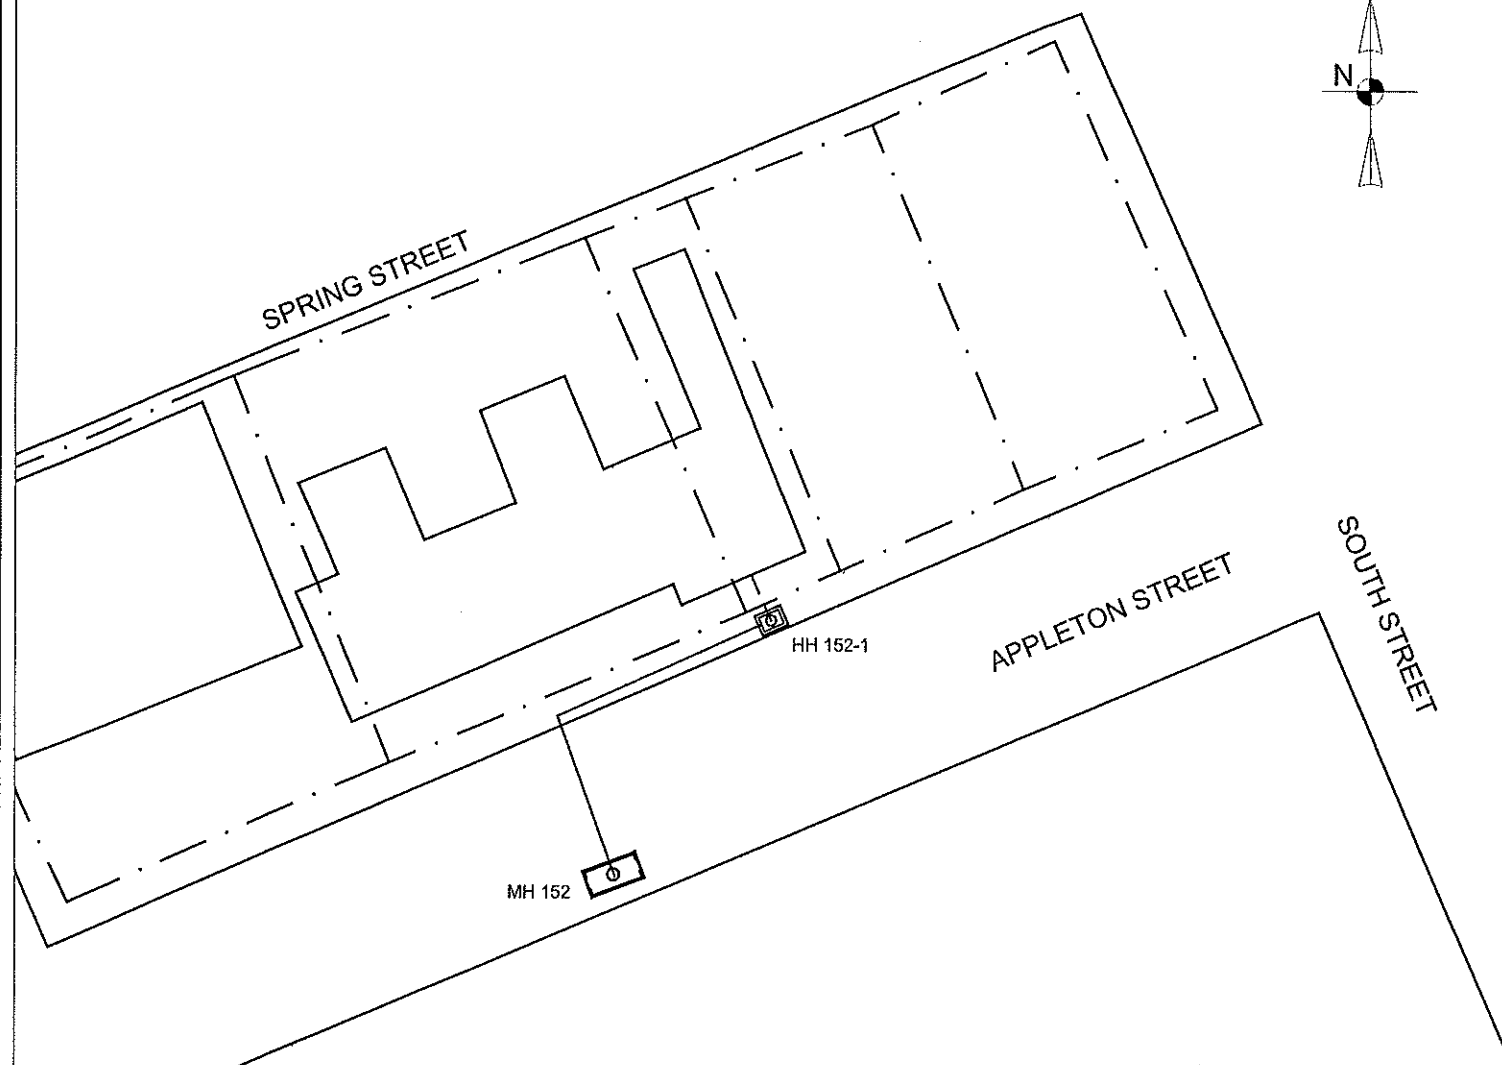 N
SPRING STREET
SOUTH STREET
APPLETON STREET
HH 152-1
MH 152